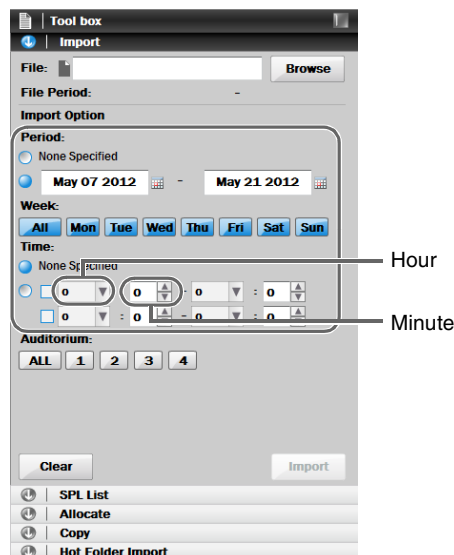 Tool box
Import
File: Browse
File Period: -
Import Option
Period:
None Specified
May 07 2012 - May 21 2012
Week:
All Mon Tue Wed Thu Fri Sat Sun
Time:
None Specified
0 : 0 - 0 : 0
0 : 0 - 0 : 0
Hour
Minute
Auditorium:
ALL 1 2 3 4
Clear Import
SPL List
Allocate
Copy
Hot Folder Import